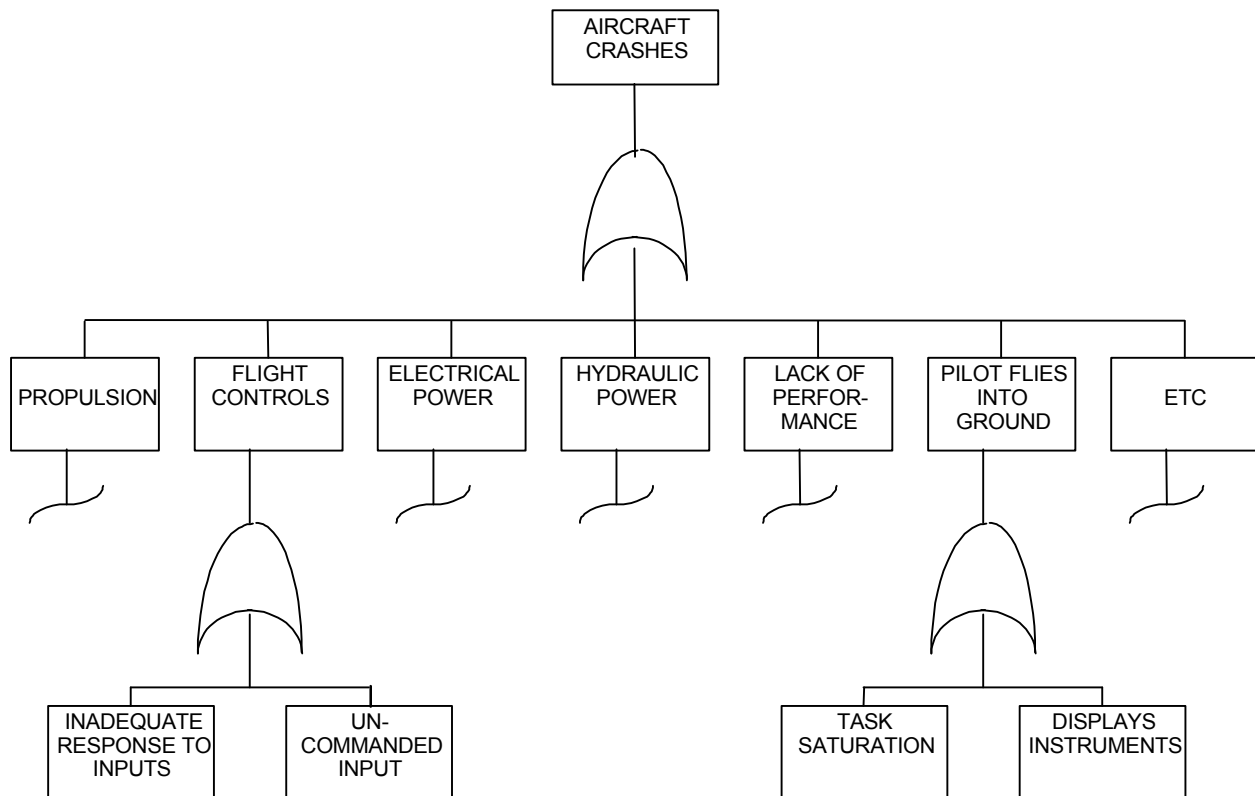 AIRCRAFT
CRASHES
PROPULSION
FLIGHT
CONTROLS
ELECTRICAL
POWER
HYDRAULIC
POWER
LACK OF
PERFOR-
MANCE
PILOT FLIES
INTO
GROUND
ETC
INADEQUATE
RESPONSE TO
INPUTS
UN-
COMMANDED
INPUT
TASK
SATURATION
DISPLAYS
INSTRUMENTS